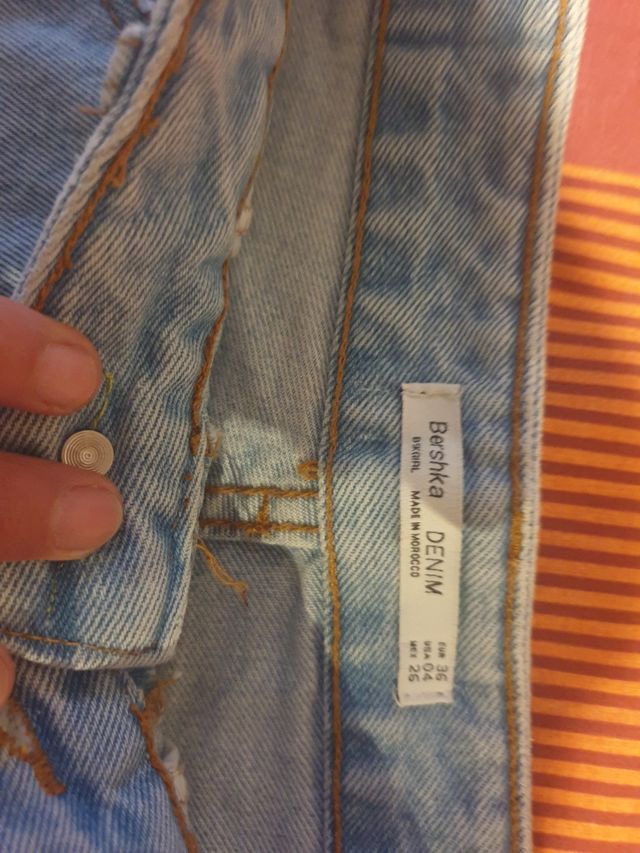 Bershka DENIM
BSKGIRL MADE IN MOROCCO
EUR 36
USA 04
MEX 26